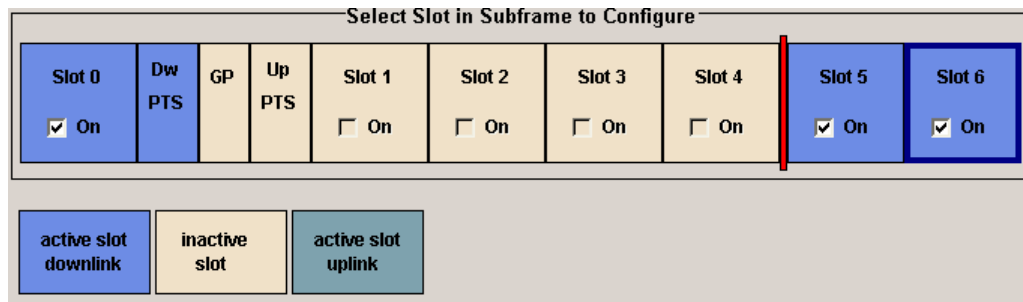 Select Slot in Subframe to Configure
Slot 0 Dw GP Up Slot 1 Slot 2 Slot 3 Slot 4 Slot 5 Slot 6
PTS PTS
On On On On On On On
active slot inactive active slot
downlink slot uplink